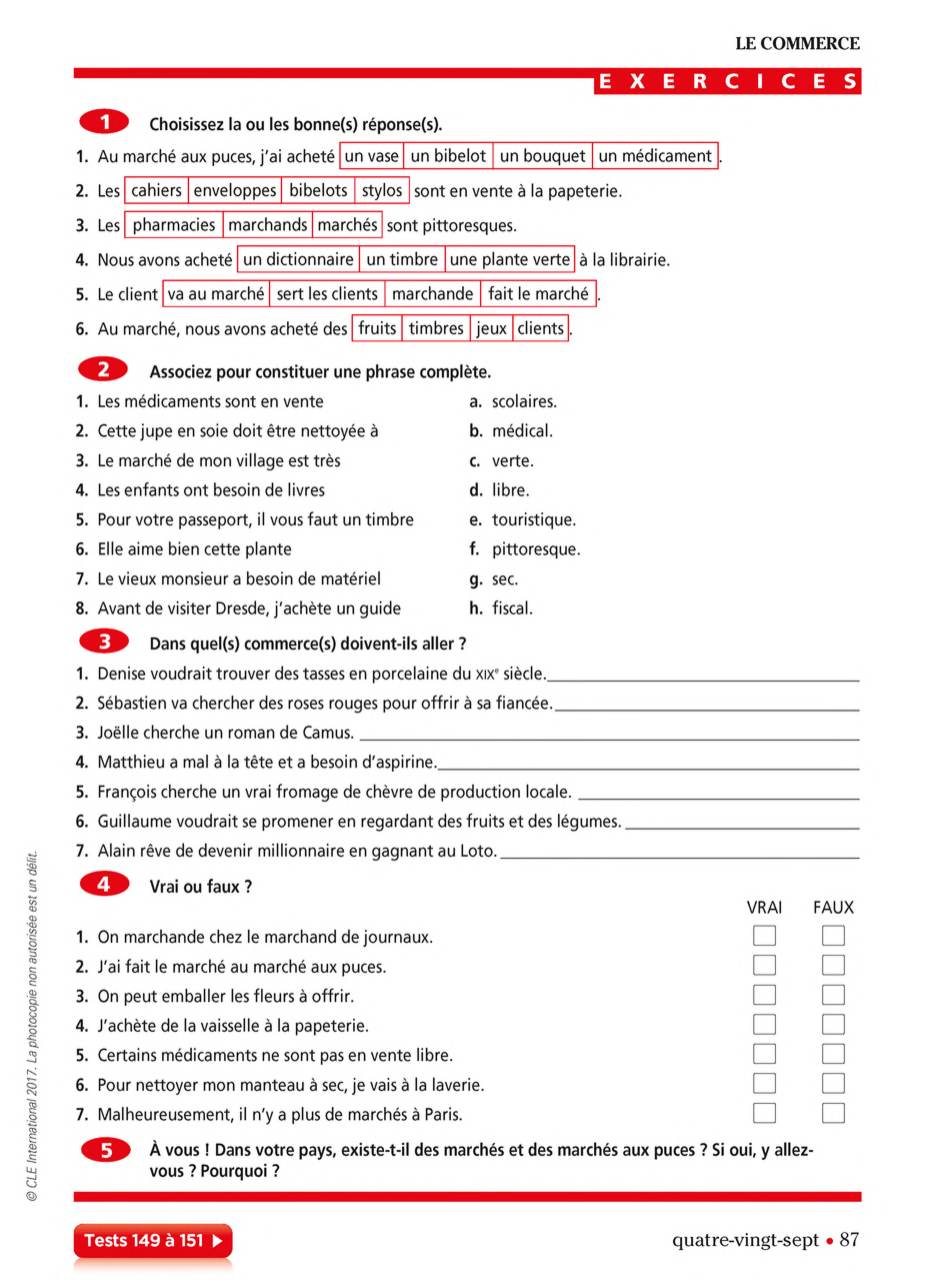 LE COMMERCE
EXERCICES
1 Choisissez la ou les bonne(s) réponse(s).
1. Au marché aux puces, j'ai acheté un vase un bibelot un bouquet un médicament.
2. Les cahiers enveloppes bibelots stylos sont en vente à la papeterie.
3. Les pharmacies marchands marchés sont pittoresques.
4. Nous avons acheté un dictionnaire un timbre une plante verte à la librairie.
5. Le client va au marché sert les clients marchande fait le marché.
6. Au marché, nous avons acheté des fruits timbres jeux clients.
2 Associez pour constituer une phrase complète.
1. Les médicaments sont en vente a. scolaires.
2. Cette jupe en soie doit être nettoyée à b. médical.
3. Le marché de mon village est très c. verte.
4. Les enfants ont besoin de livres d. libre.
5. Pour votre passeport, il vous faut un timbre e. touristique.
6. Elle aime bien cette plante f. pittoresque.
7. Le vieux monsieur a besoin de matériel g. sec.
8. Avant de visiter Dresde, j'achète un guide h. fiscal.
3 Dans quel(s) commerce(s) doivent-ils aller ?
1. Denise voudrait trouver des tasses en porcelaine du XIXe siècle.
2. Sébastien va chercher des roses rouges pour offrir à sa fiancée.
3. Joëlle cherche un roman de Camus.
4. Matthieu a mal à la tête et a besoin d'aspirine.
5. François cherche un vrai fromage de chèvre de production locale.
6. Guillaume voudrait se promener en regardant des fruits et des légumes.
7. Alain rêve de devenir millionnaire en gagnant au Loto.
4 Vrai ou faux ?
VRAI FAUX
1. On marchande chez le marchand de journaux.
2. J'ai fait le marché au marché aux puces.
3. On peut emballer les fleurs à offrir.
4. J'achète de la vaisselle à la papeterie.
5. Certains médicaments ne sont pas en vente libre.
6. Pour nettoyer mon manteau à sec, je vais à la laverie.
7. Malheureusement, il n'y a plus de marchés à Paris.
5 À vous ! Dans votre pays, existe-t-il des marchés et des marchés aux puces ? Si oui, y allez-
vous ? Pourquoi ?
© CLE International 2017. La photocopie non autorisée est un délit.
Tests 149 à 151
quatre-vingt-sept • 87